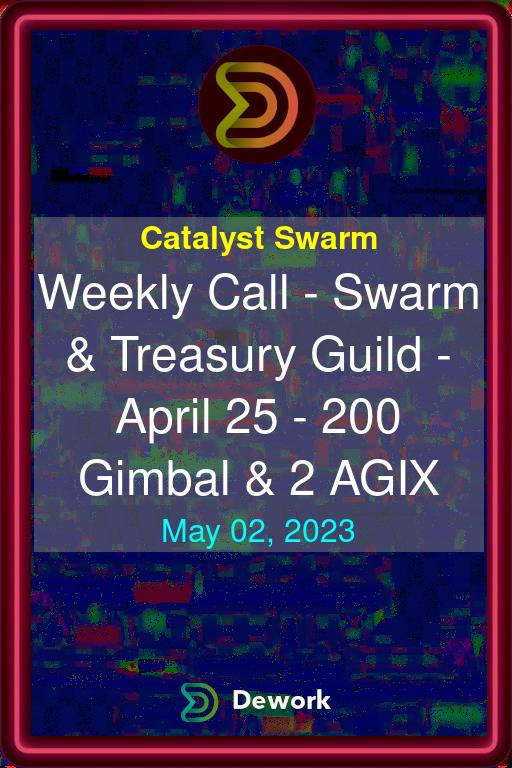 Catalyst Swarm
Weekly Call - Swarm
& Treasury Guild -
April 25 - 200
Gimbal & 2 AGIX
May 02, 2023
Dework